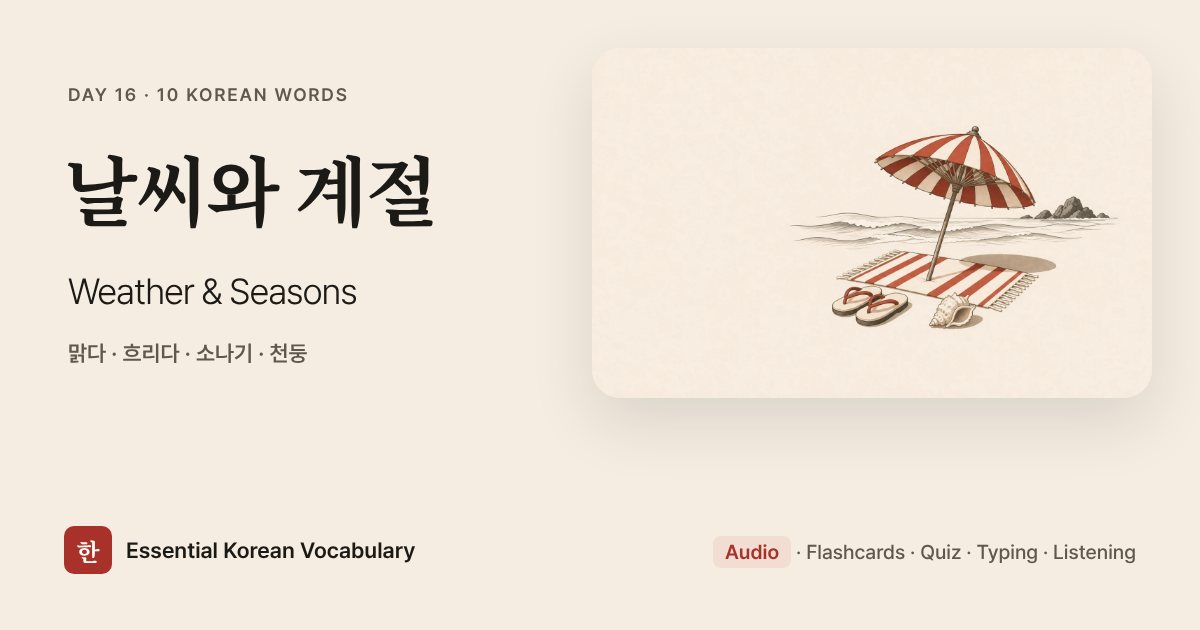 DAY 16 · 10 KOREAN WORDS
날씨와 계절
Weather & Seasons
맑다 · 흐리다 · 소나기 · 천둥
한 Essential Korean Vocabulary
Audio · Flashcards · Quiz · Typing · Listening